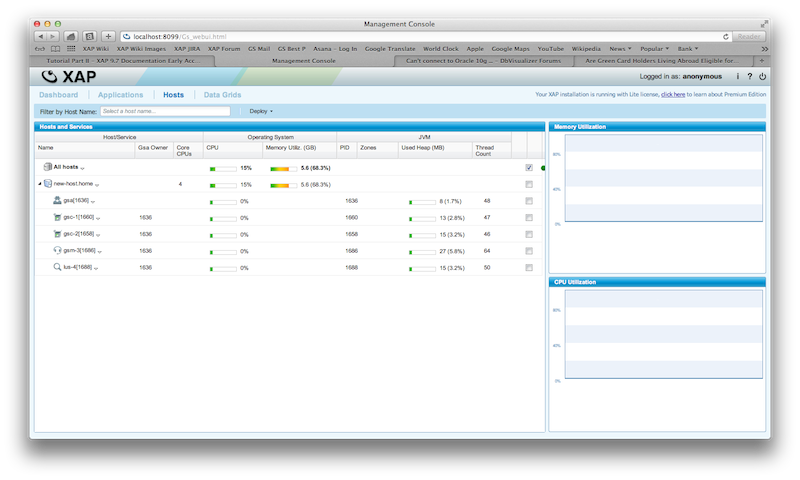 Management Console
localhost:8099/Gs_webui.html
Reader
XAP Wiki XAP Wiki Images XAP JIRA XAP Forum GS Mail GS Best P Asana – Log In Google Translate World Clock Apple Google Maps YouTube Wikipedia News Popular Bank
Tutorial Part II – XAP 9.7 Documentation Early Acc... Management Console Can't connect to Oracle 10g ... – DbVisualizer Forums Are Green Card Holders Living Abroad Eligible for...
XAP
Logged in as: anonymous i ?
Dashboard Applications Hosts Data Grids
Your XAP installation is running with Lite license, click here to learn about Premium Edition
Filter by Host Name: Select a host name... Deploy
Hosts and Services
Host/Service Operating System JVM
Name Gsa Owner Core CPUs CPU Memory Utiliz. (GB) PID Zones Used Heap (MB) Thread Count
All hosts 15% 5.6 (68.3%)
new-host.home 4 15% 5.6 (68.3%)
gsa[1636] 0% 1636 8 (1.7%) 48
gsc-1[1660] 1636 0% 1660 13 (2.8%) 47
gsc-2[1658] 1636 0% 1658 15 (3.2%) 46
gsm-3[1686] 1636 0% 1686 27 (5.8%) 64
lus-4[1688] 1636 0% 1688 15 (3.2%) 50
Memory Utilization
80%
40%
0%
CPU Utilization
80%
40%
0%